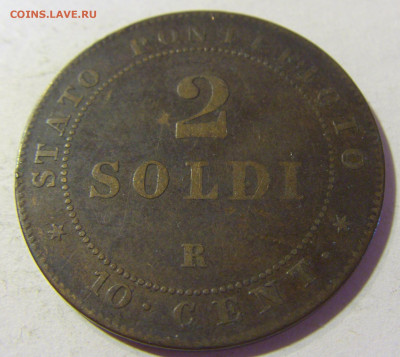 COINS.LAVE.RU
STATO PONTIFICIO
2
SOLDI
R
* 10 · CENT. *